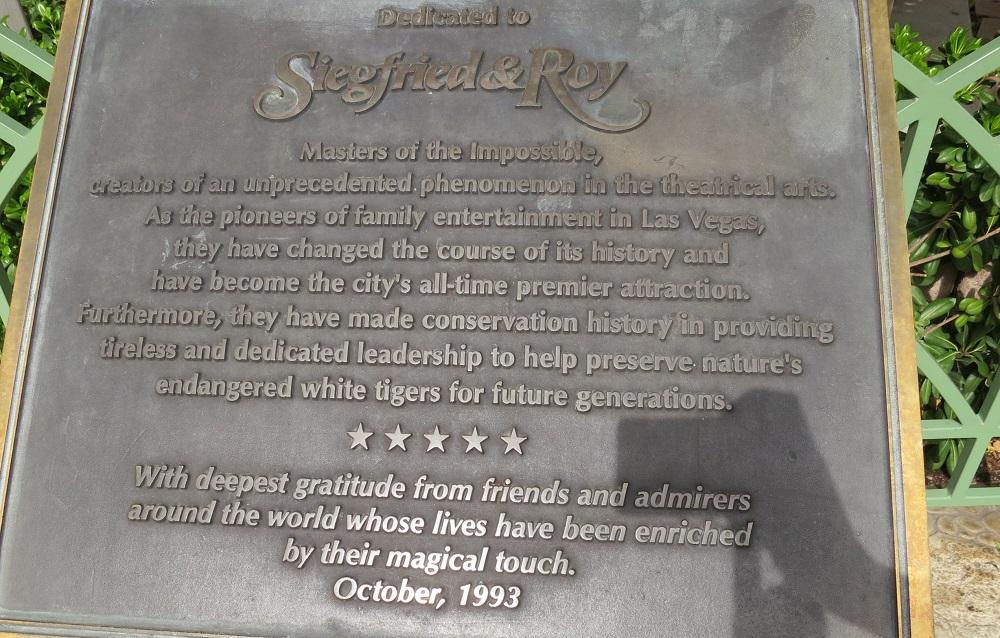 Dedicated to
Siegfried & Roy
Masters of the Impossible,
creators of an unprecedented phenomenon in the theatrical arts.
As the pioneers of family entertainment in Las Vegas,
they have changed the course of its history and
have become the city's all-time premier attraction.
Furthermore, they have made conservation history in providing
tireless and dedicated leadership to help preserve nature's
endangered white tigers for future generations.
With deepest gratitude from friends and admirers
around the world whose lives have been enriched
by their magical touch.
October, 1993